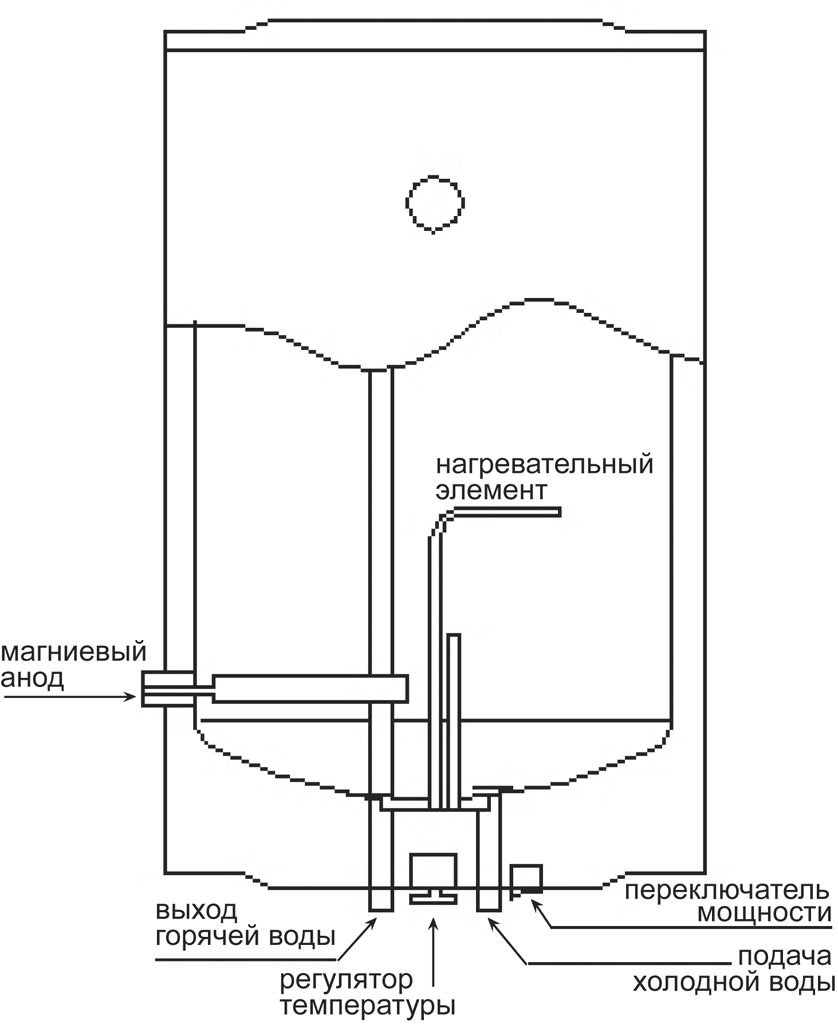 нагревательный
элемент
магниевый
анод
переключатель
мощности
выход
горячей воды
подача
холодной воды
регулятор
температуры